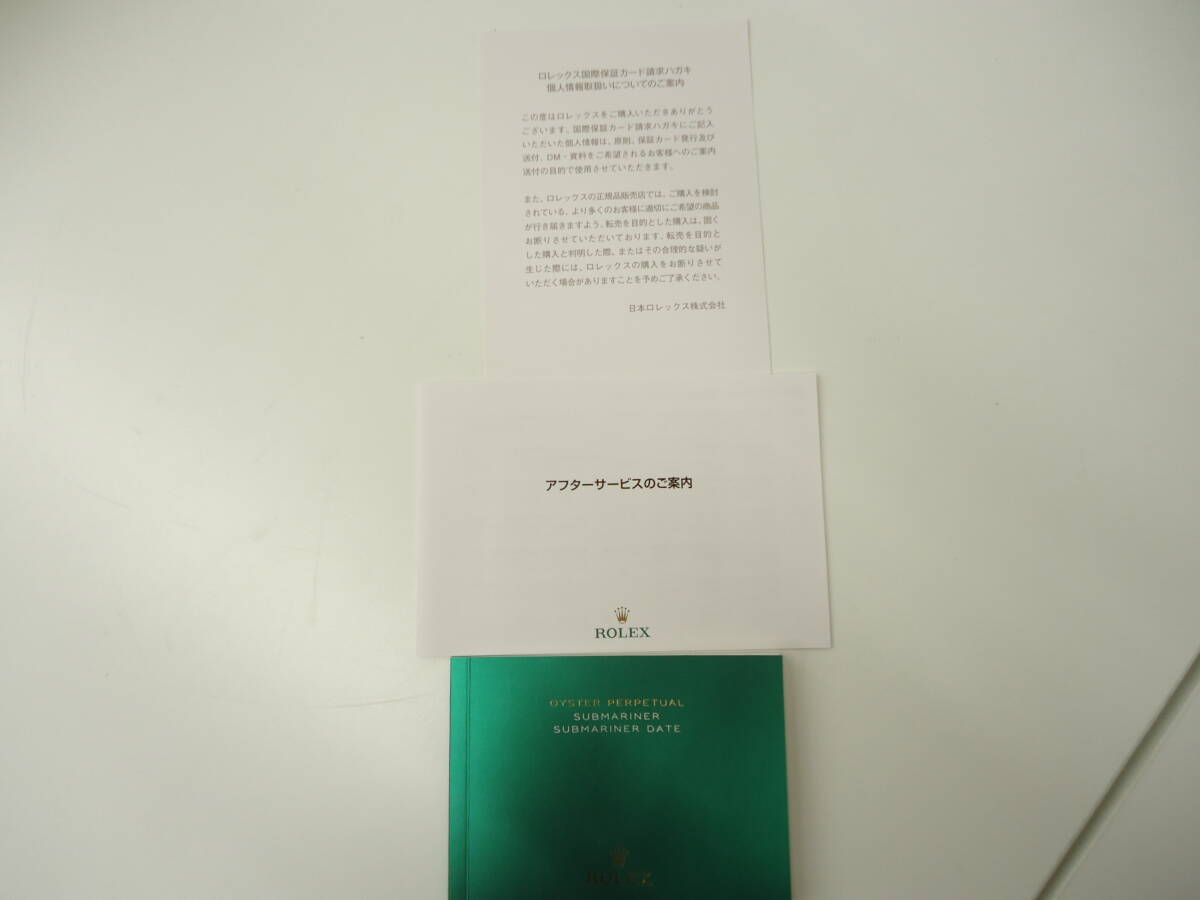 ロレックス国際保証カード請求ハガキ
個人情報取扱いについてのご案内
この度はロレックスをご購入いただきありがとう
ございます。国際保証カード請求ハガキにご記入
いただいた個人情報は、原則、保証カード発行及び
送付、DM・資料をご希望されるお客様へのご案内
送付の目的で使用させていただきます。
また、ロレックスの正規品販売店では、ご購入を検討
されている、より多くのお客様に適切にご希望の商品
が行き届きますよう、転売を目的とした購入は、固く
お断りさせていただいております。転売を目的と
した購入と判明した際、またはその合理的な疑いが
生じた際には、ロレックスの購入をお断りさせて
いただく場合がありますことを予めご了承ください。
日本ロレックス株式会社
アフターサービスのご案内
ROLEX
OYSTER PERPETUAL
SUBMARINER
SUBMARINER DATE
ROLEX